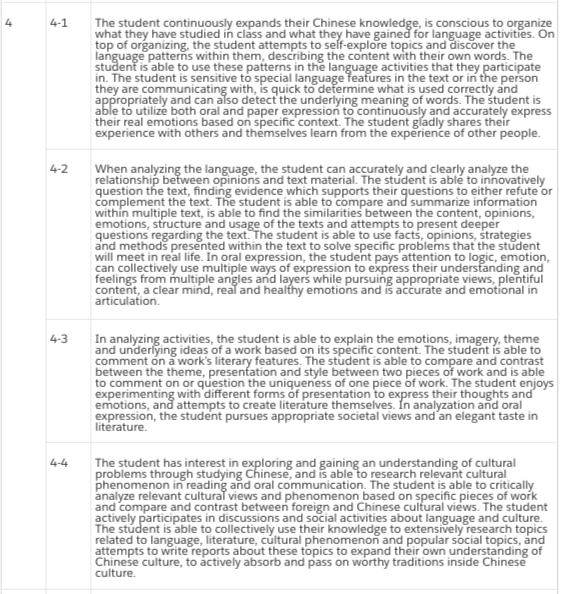 4 4-1 The student continuously expands their Chinese knowledge, is conscious to organize
what they have studied in class and what they have gained for language activities. On
top of organizing, the student attempts to self-explore topics and discover the
language patterns within them, describing the content with their own words. The
student is able to use these patterns in the language activities that they participate
in. The student is sensitive to special language features in the text or in the person
they are communicating with, is quick to determine what is used correctly and
appropriately and can also detect the underlying meaning of words. The student is
able to utilize both oral and paper expression to continuously and accurately express
their real emotions based on specific context. The student gladly shares their
experience with others and themselves learn from the experience of other people.
4-2 When analyzing the language, the student can accurately and clearly analyze the
relationship between opinions and text material. The student is able to innovatively
question the text, finding evidence which supports their questions to either refute or
complement the text. The student is able to compare and summarize information
within multiple text, is able to find the similarities between the content, opinions,
emotions, structure and usage of the texts and attempts to present deeper
questions regarding the text. The student is able to use facts, opinions, strategies
and methods presented within the text to solve specific problems that the student
will meet in real life. In oral expression, the student pays attention to logic, emotion,
can collectively use multiple ways of expression to express their understanding and
feelings from multiple angles and layers while pursuing appropriate views, plentiful
content, a clear mind, real and healthy emotions and is accurate and emotional in
articulation.
4-3 In analyzing activities, the student is able to explain the emotions, imagery, theme
and underlying ideas of a work based on its specific content. The student is able to
comment on a work's literary features. The student is able to compare and contrast
between the theme, presentation and style between two pieces of work and is able
to comment on or question the uniqueness of one piece of work. The student enjoys
experimenting with different forms of presentation to express their thoughts and
emotions, and attempts to create literature themselves. In analyzation and oral
expression, the student pursues appropriate societal views and an elegant taste in
literature.
4-4 The student has interest in exploring and gaining an understanding of cultural
problems through studying Chinese, and is able to research relevant cultural
phenomenon in reading and oral communication. The student is able to critically
analyze relevant cultural views and phenomenon based on specific pieces of work
and compare and contrast between foreign and Chinese cultural views. The student
actively participates in discussions and social activities about language and culture.
The student is able to collectively use their knowledge to extensively research topics
related to language, literature, cultural phenomenon and popular social topics, and
attempts to write reports about these topics to expand their own understanding of
Chinese culture, to actively absorb and pass on worthy traditions inside Chinese
culture.